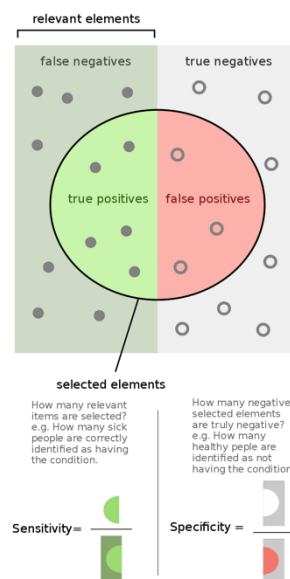 relevant elements
false negatives
true negatives
true positives
false positives
selected elements
How many relevant
items are selected?
e.g. How many sick
people are correctly
identified as having
the condition.
How many negative
selected elements
are truly negative?
e.g. How many
healthy peple are
identified as not
having the condition
Sensitivity=
Specificity =